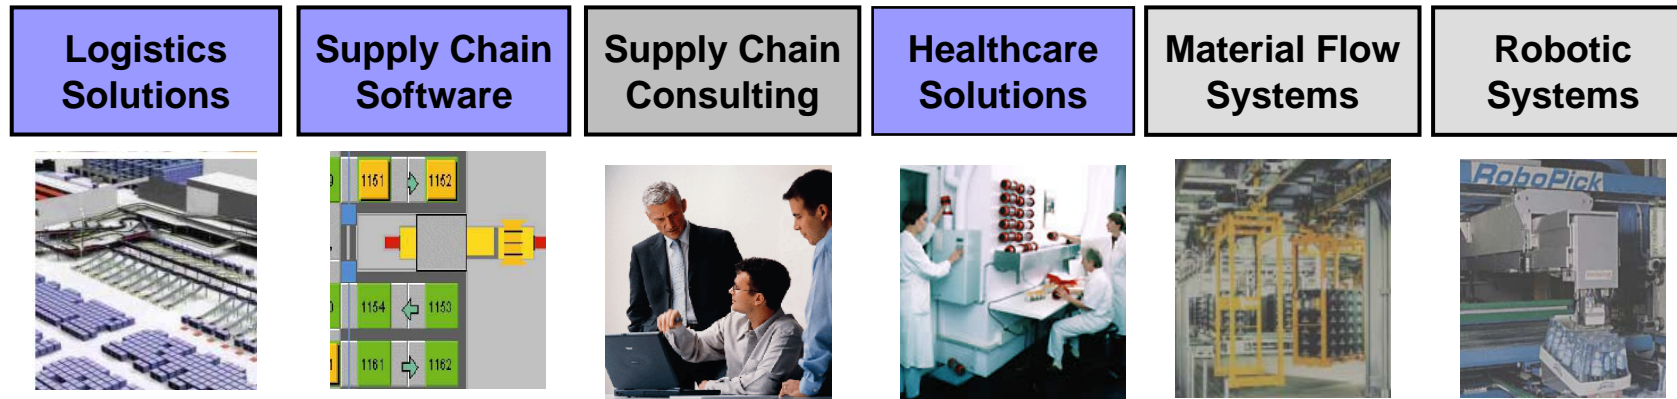 Logistics
Solutions
Supply Chain
Software
Supply Chain
Consulting
Healthcare
Solutions
Material Flow
Systems
Robotic
Systems
1151
1152
1154
1153
1161
1162
RoboPick